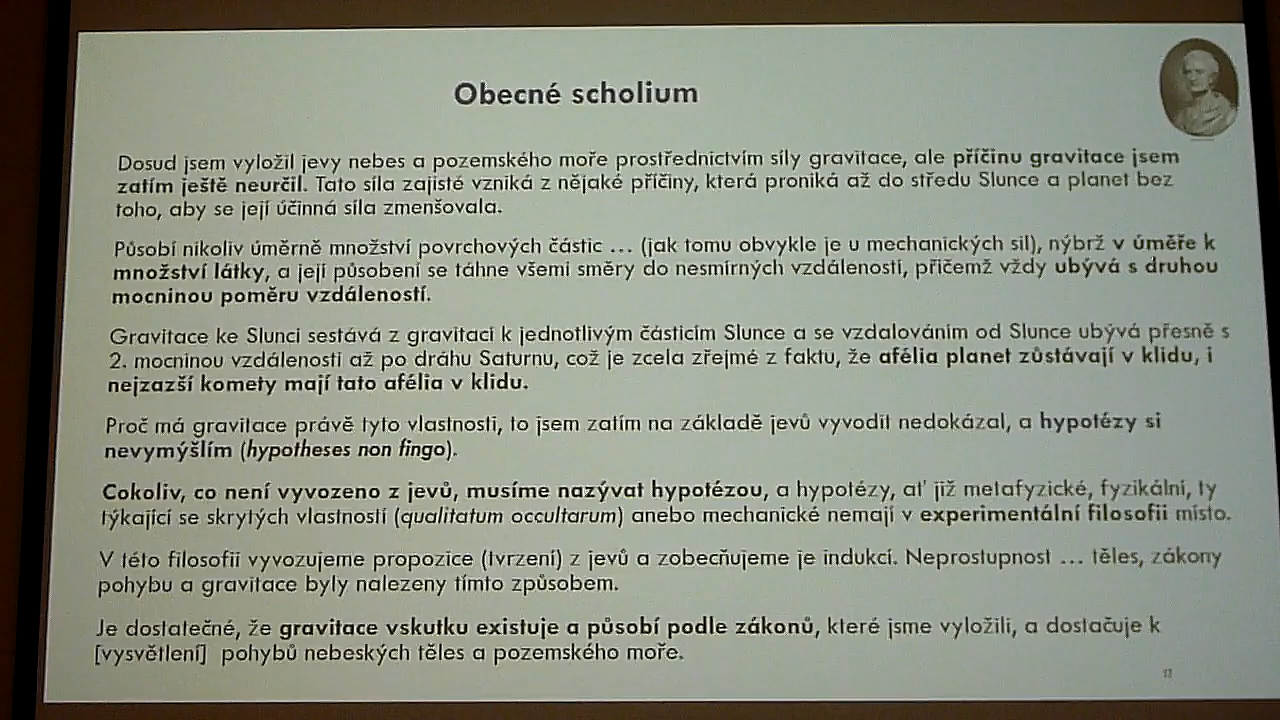 Obecné scholium
Dosud jsem vyložil jevy nebes a pozemského moře prostřednictvím síly gravitace, ale příčinu gravitace jsem
zatím ještě neurčil. Tato síla zajisté vzniká z nějaké příčiny, která proniká až do středu Slunce a planet bez
toho, aby se její účinná síla zmenšovala.
Působí nikoliv úměrně množství povrchových částic … (jak tomu obvykle je u mechanických sil), nýbrž v úměře k
množství látky, a její působení se táhne všemi směry do nesmírných vzdáleností, přičemž vždy ubývá s druhou
mocninou poměru vzdáleností.
Gravitace ke Slunci sestává z gravitací k jednotlivým částicím Slunce a se vzdalováním od Slunce ubývá přesně s
2. mocninou vzdálenosti až po dráhu Saturnu, což je zcela zřejmé z faktu, že afélia planet zůstávají v klidu, i
nejzazší komety mají tato afélia v klidu.
Proč má gravitace právě tyto vlastnosti, to jsem zatím na základě jevů vyvodit nedokázal, a hypotézy si
nevymýšlím (hypotheses non fingo).
Cokoliv, co není vyvozeno z jevů, musíme nazývat hypotézou, a hypotézy, ať již metafyzické, fyzikální, ty
týkající se skrytých vlastností (qualitatum occultarum) anebo mechanické nemají v experimentální filosofii místo.
V této filosofii vyvozujeme propozice (tvrzení) z jevů a zobecňujeme je indukcí. Neprostupnost … těles, zákony
pohybu a gravitace byly nalezeny tímto způsobem.
Je dostatečné, že gravitace vskutku existuje a působí podle zákonů, které jsme vyložili, a dostačuje k
[vysvětlení] pohybů nebeských těles a pozemského moře.